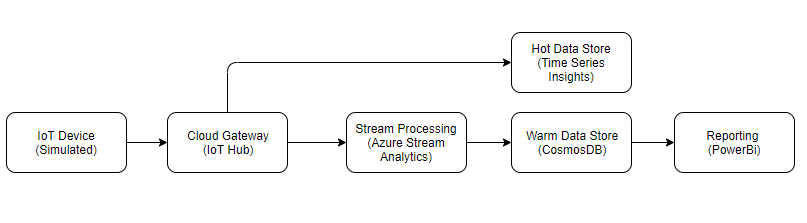 Hot Data Store
(Time Series
Insights)
IoT Device
(Simulated)
Cloud Gateway
(IoT Hub)
Stream Processing
(Azure Stream
Analytics)
Warm Data Store
(CosmosDB)
Reporting
(PowerBi)